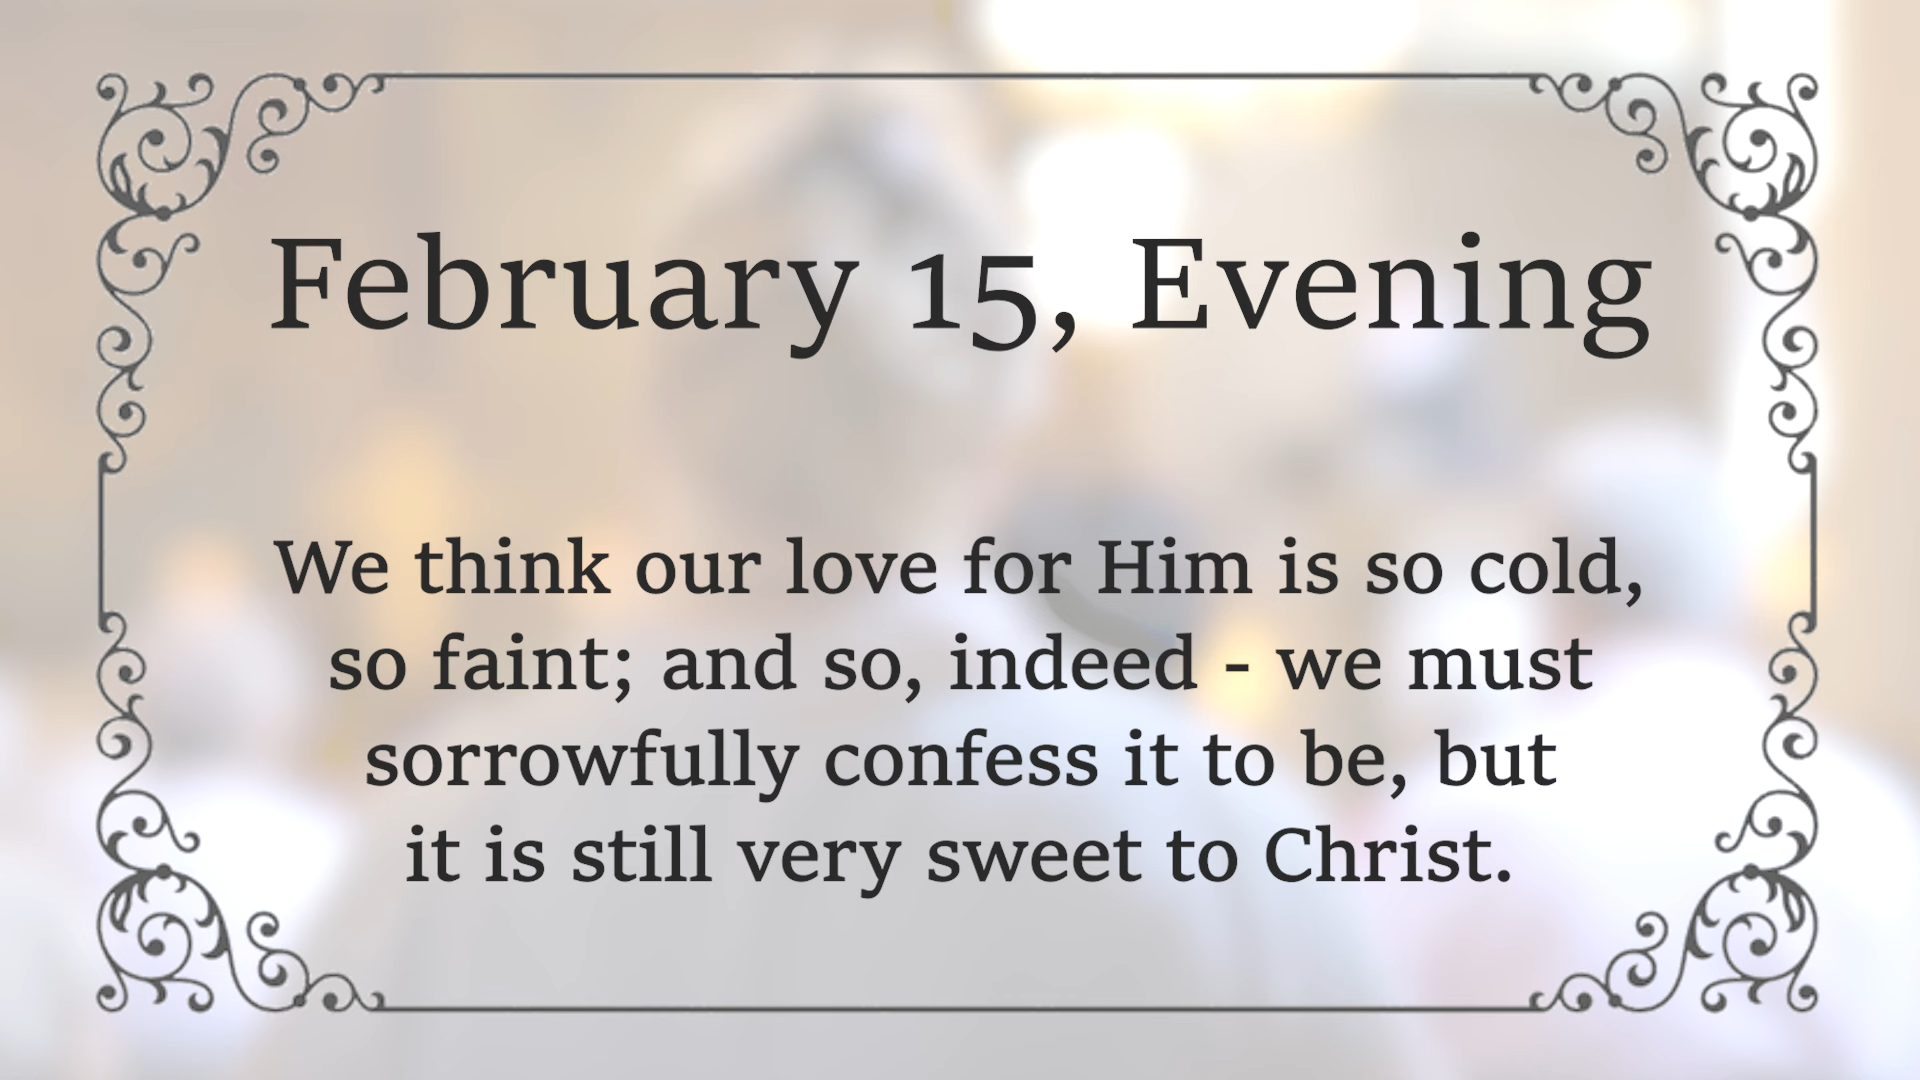 February 15, Evening
We think our love for Him is so cold,
so faint; and so, indeed - we must
sorrowfully confess it to be, but
it is still very sweet to Christ.